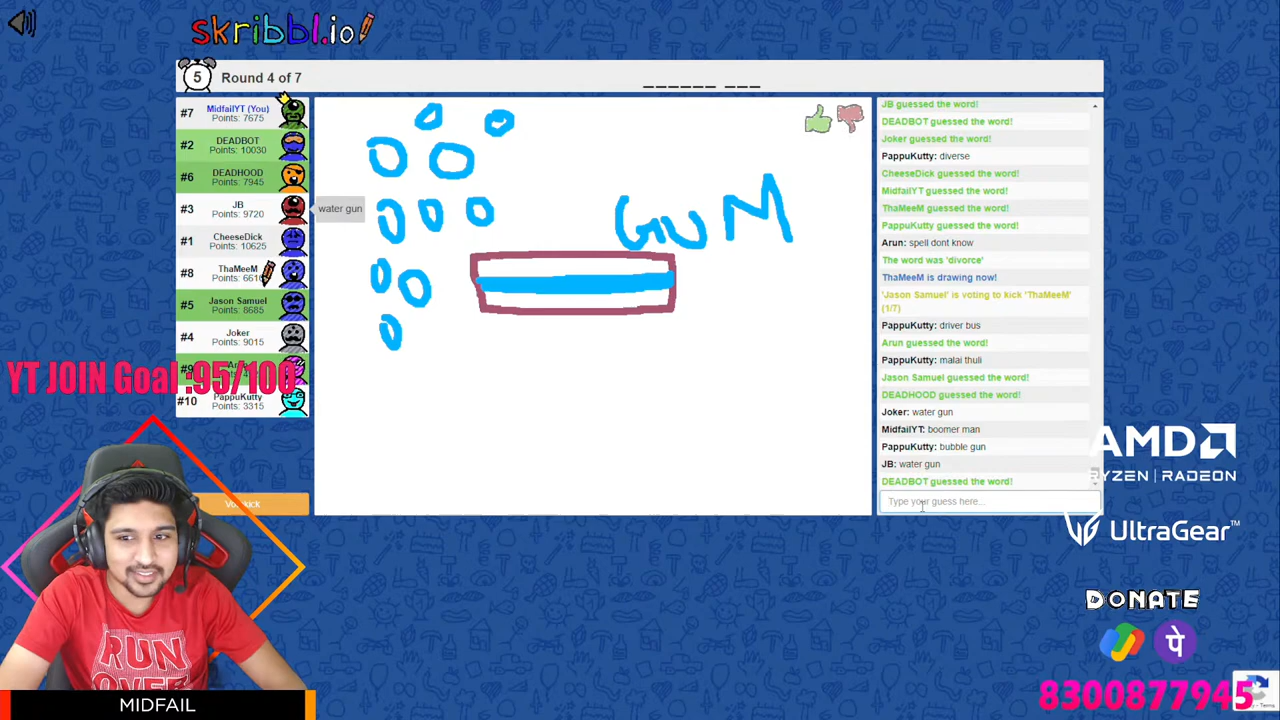 skribbl.io
5
Round 4 of 7
______ ___
#7 MidfailYT (You) Points: 7675
#2 DEADBOT Points: 10030
#6 DEADHOOD Points: 7945
#3 JB Points: 9720
water gun
#1 CheeseDick Points: 10625
#8 ThaMeeM
#5 Jason Samuel Points: 8685
#4 Joker Points: 9015
YT JOIN Goal :95/100
#10 PappuKutty Points: 3315
GUM
JB guessed the word!
DEADBOT guessed the word!
Joker guessed the word!
PappuKutty: diverse
CheeseDick guessed the word!
MidfailYT guessed the word!
ThaMeeM guessed the word!
PappuKutty guessed the word!
Arun: spell dont know
The word was 'divorce'
ThaMeeM is drawing now!
'Jason Samuel' is voting to kick 'ThaMeeM'
(1/7)
PappuKutty: driver bus
Arun guessed the word!
PappuKutty: malai thuli
Jason Samuel guessed the word!
DEADHOOD guessed the word!
Joker: water gun
MidfailYT: boomer man
PappuKutty: bubble gun
JB: water gun
DEADBOT guessed the word!
Type your guess here...
AMD
RYZEN | RADEON
UltraGear™
DONATE
पे
8300877945
RUN
OVER
MIDFAIL